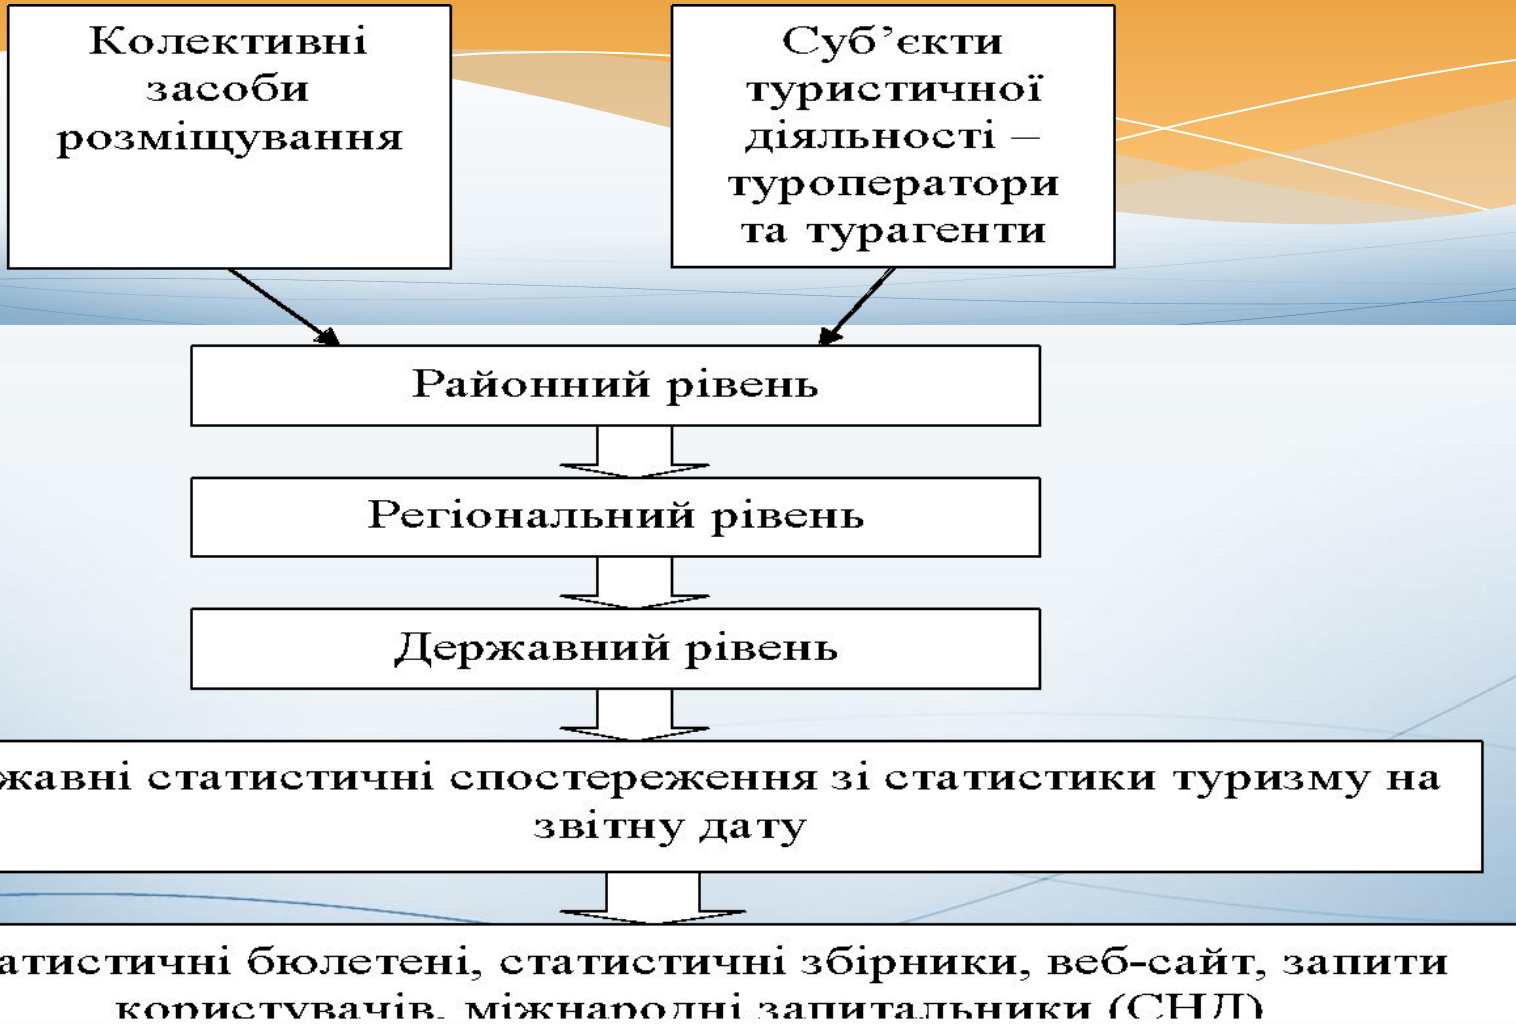 Колективні
засоби
розміщування
Суб’єкти
туристичної
діяльності –
туроператори
та турагенти
Районний рівень
Регіональний рівень
Державний рівень
жавні статистичні спостереження зі статистики туризму на
звітну дату
атистичні бюлетені, статистичні збірники, веб-сайт, запити
користувачів, міжнародні запитальники (СНД)